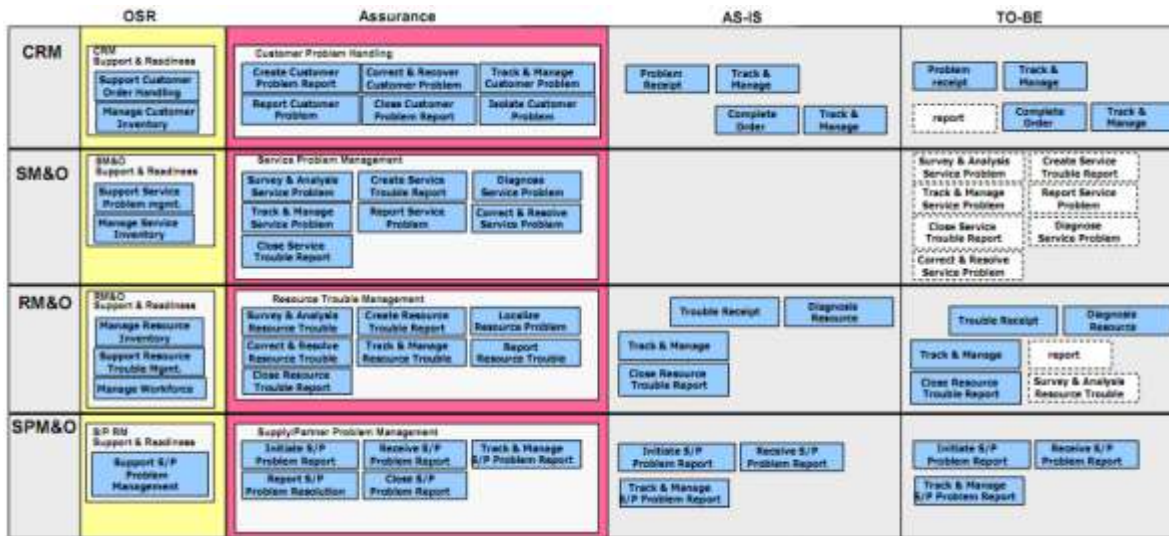 OSR
Assurance
AS-IS
TO-BE
CRM
CRM
Support & Readiness
Support Customer
Order Handling
Manage Customer
Inventory
Customer Problem Handling
Create Customer
Problem Report
Correct & Recover
Customer Problem
Track & Manage
Customer Problem
Report Customer
Problem
Close Customer
Problem Report
Isolate Customer
Problem
Problem
Receipt
Track &
Manage
Complete
Order
Track &
Manage
Problem
receipt
Track &
Manage
report
Complete
Order
Track &
Manage
SM&O
SM&O
Support & Readiness
Support Service
Problem mgmt.
Manage Service
Inventory
Service Problem Management
Survey & Analysis
Service Problem
Create Service
Trouble Report
Diagnose
Service Problem
Track & Manage
Service Problem
Report Service
Problem
Correct & Resolve
Service Problem
Close Service
Trouble Report
Survey & Analysis
Service Problem
Create Service
Trouble Report
Track & Manage
Service Problem
Report Service
Problem
Close Service
Trouble Report
Diagnose
Service Problem
Correct & Resolve
Service Problem
RM&O
RM&O
Support & Readiness
Manage Resource
Inventory
Support Resource
Trouble Mgmt.
Manage Workforce
Resource Trouble Management
Survey & Analysis
Resource Trouble
Create Resource
Trouble Report
Localize
Resource Problem
Correct & Resolve
Resource Trouble
Track & Manage
Resource Trouble
Report
Resource Trouble
Close Resource
Trouble Report
Trouble Receipt
Diagnosis
Resource
Track & Manage
Close Resource
Trouble Report
Trouble Receipt
Diagnosis
Resource
Track & Manage
report
Close Resource
Trouble Report
Survey & Analysis
Resource Trouble
SPM&O
S/P RM
Support & Readiness
Support S/P
Problem
Management
Supply/Partner Problem Management
Initiate S/P
Problem Report
Receive S/P
Problem Report
Track & Manage
S/P Problem Report
Report S/P
Problem Resolution
Close S/P
Problem Report
Initiate S/P
Problem Report
Receive S/P
Problem Report
Track & Manage
S/P Problem Report
Initiate S/P
Problem Report
Receive S/P
Problem Report
Track & Manage
S/P Problem Report